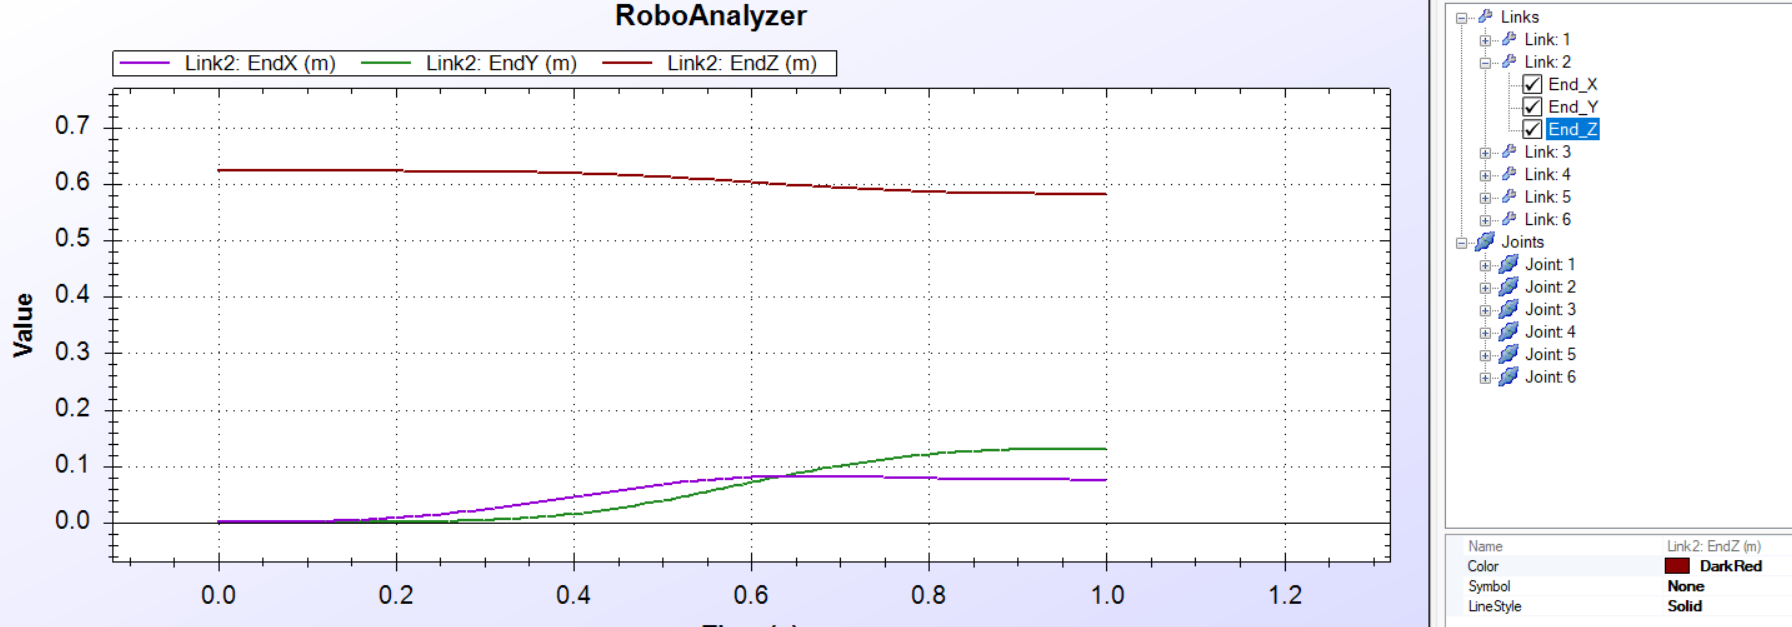 RoboAnalyzer
Link2: EndX (m) Link2: EndY (m) Link2: EndZ (m)
0.7
0.6
0.5
0.4
0.3
0.2
0.1
0.0
Value
0.0 0.2 0.4 0.6 0.8 1.0 1.2
Links
Link: 1
Link: 2
End_X
End_Y
End_Z
Link: 3
Link: 4
Link: 5
Link: 6
Joints
Joint: 1
Joint: 2
Joint: 3
Joint: 4
Joint: 5
Joint: 6
Name Link2: EndZ (m)
Color DarkRed
Symbol None
LineStyle Solid